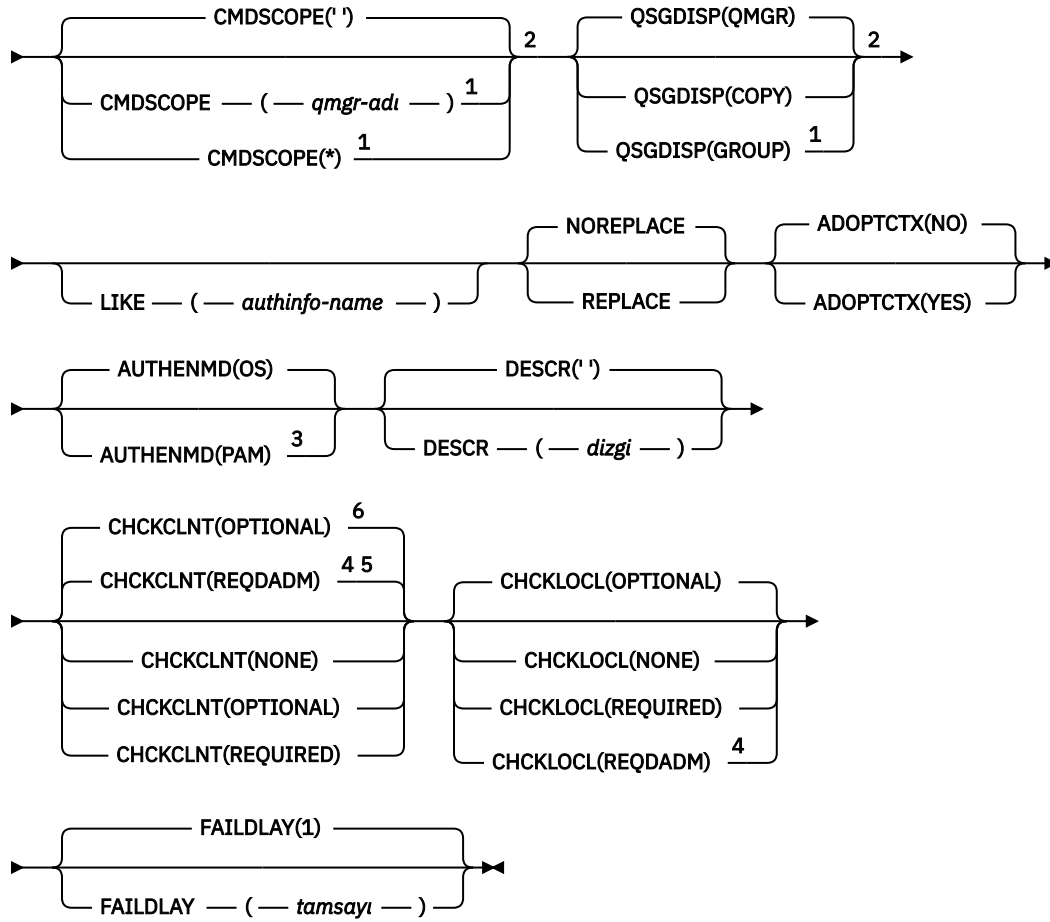 CMDSCOPE(' ')
2
CMDSCOPE ( qmgr-adı ) 1
CMDSCOPE(*) 1
QSGDISP(QMGR)
2
QSGDISP(COPY)
QSGDISP(GROUP) 1
LIKE ( authinfo-name )
NOREPLACE
REPLACE
ADOPTCTX(NO)
ADOPTCTX(YES)
AUTHENMD(OS)
AUTHENMD(PAM) 3
DESCR(' ')
DESCR ( dizgi )
CHCKCLNT(OPTIONAL) 6
CHCKCLNT(REQDADM) 4 5
CHCKCLNT(NONE)
CHCKCLNT(OPTIONAL)
CHCKCLNT(REQUIRED)
CHCKLOCL(OPTIONAL)
CHCKLOCL(NONE)
CHCKLOCL(REQUIRED)
CHCKLOCL(REQDADM) 4
FAILDLAY(1)
FAILDLAY ( tamsayı )